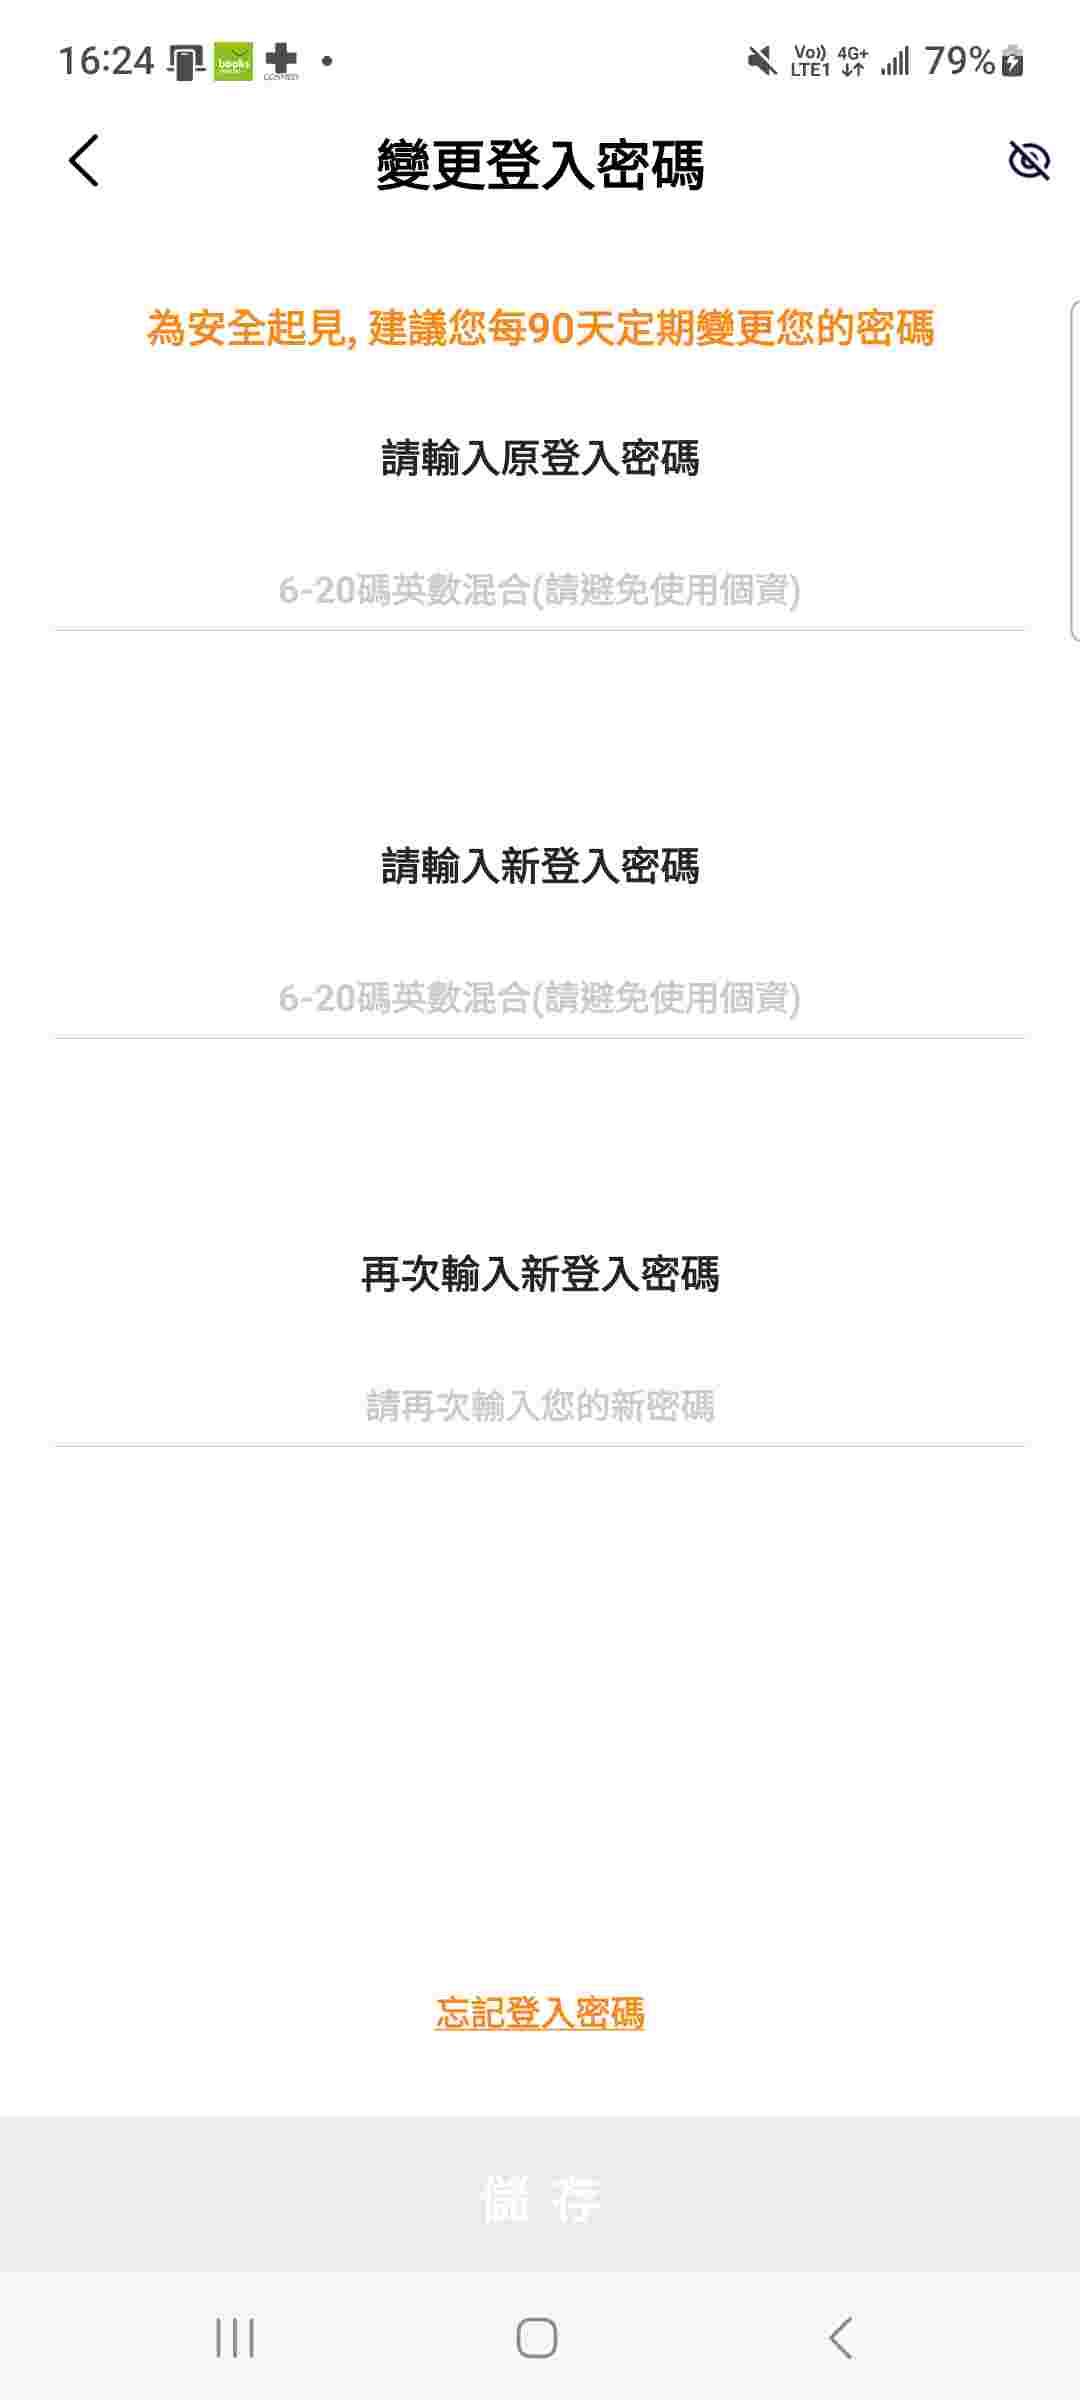 16:24 books Vo)) LTE1 4G+ 79%
變更登入密碼
為安全起見, 建議您每90天定期變更您的密碼
請輸入原登入密碼
6-20碼英數混合(請避免使用個資)
請輸入新登入密碼
6-20碼英數混合(請避免使用個資)
再次輸入新登入密碼
請再次輸入您的新密碼
忘記登入密碼
儲 存